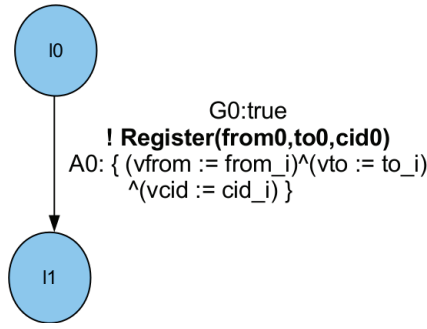 l0
G0:true
! Register(from0,to0,cid0)
A0: { (vfrom := from_i)^(vto := to_i)
^(vcid := cid_i) }
l1